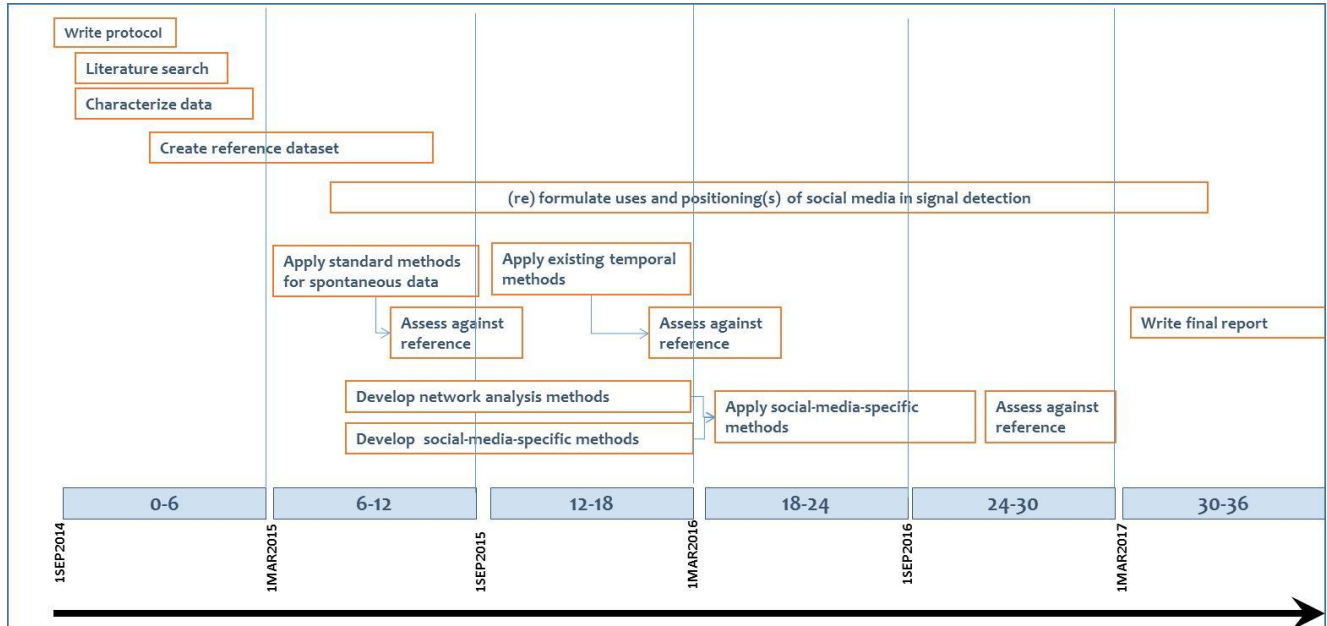 Write protocol
Literature search
Characterize data
Create reference dataset
(re) formulate uses and positioning(s) of social media in signal detection
Apply standard methods
for spontaneous data
Apply existing temporal
methods
Assess against
reference
Assess against
reference
Write final report
Develop network analysis methods
Develop social-media-specific methods
Apply social-media-specific
methods
Assess against
reference
0-6
6-12
12-18
18-24
24-30
30-36
1SEP2014
1MAR2015
1SEP2015
1MAR2016
1SEP2016
1MAR2017